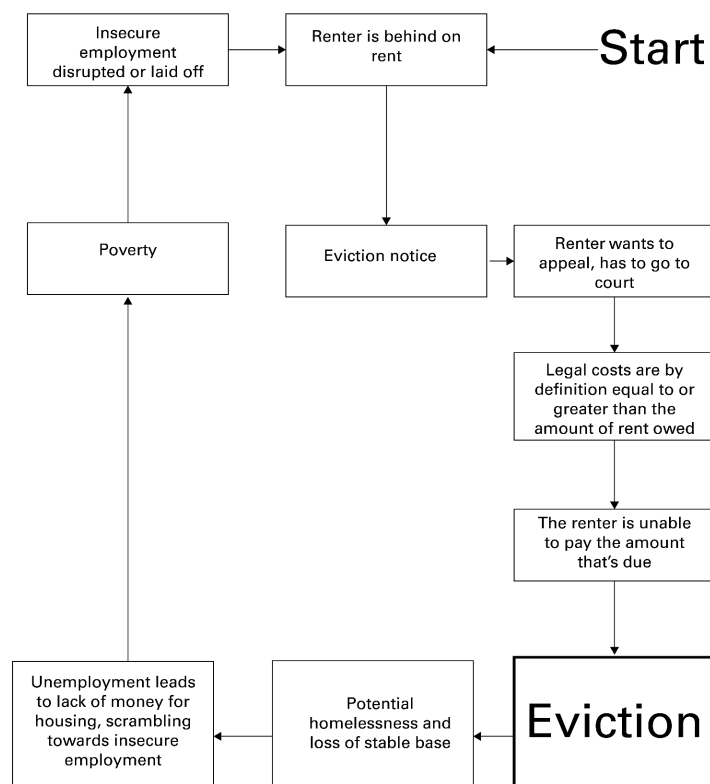 Insecure
employment
disrupted or laid off
Renter is behind on
rent
Start
Poverty
Eviction notice
Renter wants to
appeal, has to go to
court
Legal costs are by
definition equal to or
greater than the
amount of rent owed
The renter is unable
to pay the amount
that's due
Unemployment leads
to lack of money for
housing, scrambling
towards insecure
employment
Potential
homelessness and
loss of stable base
Eviction